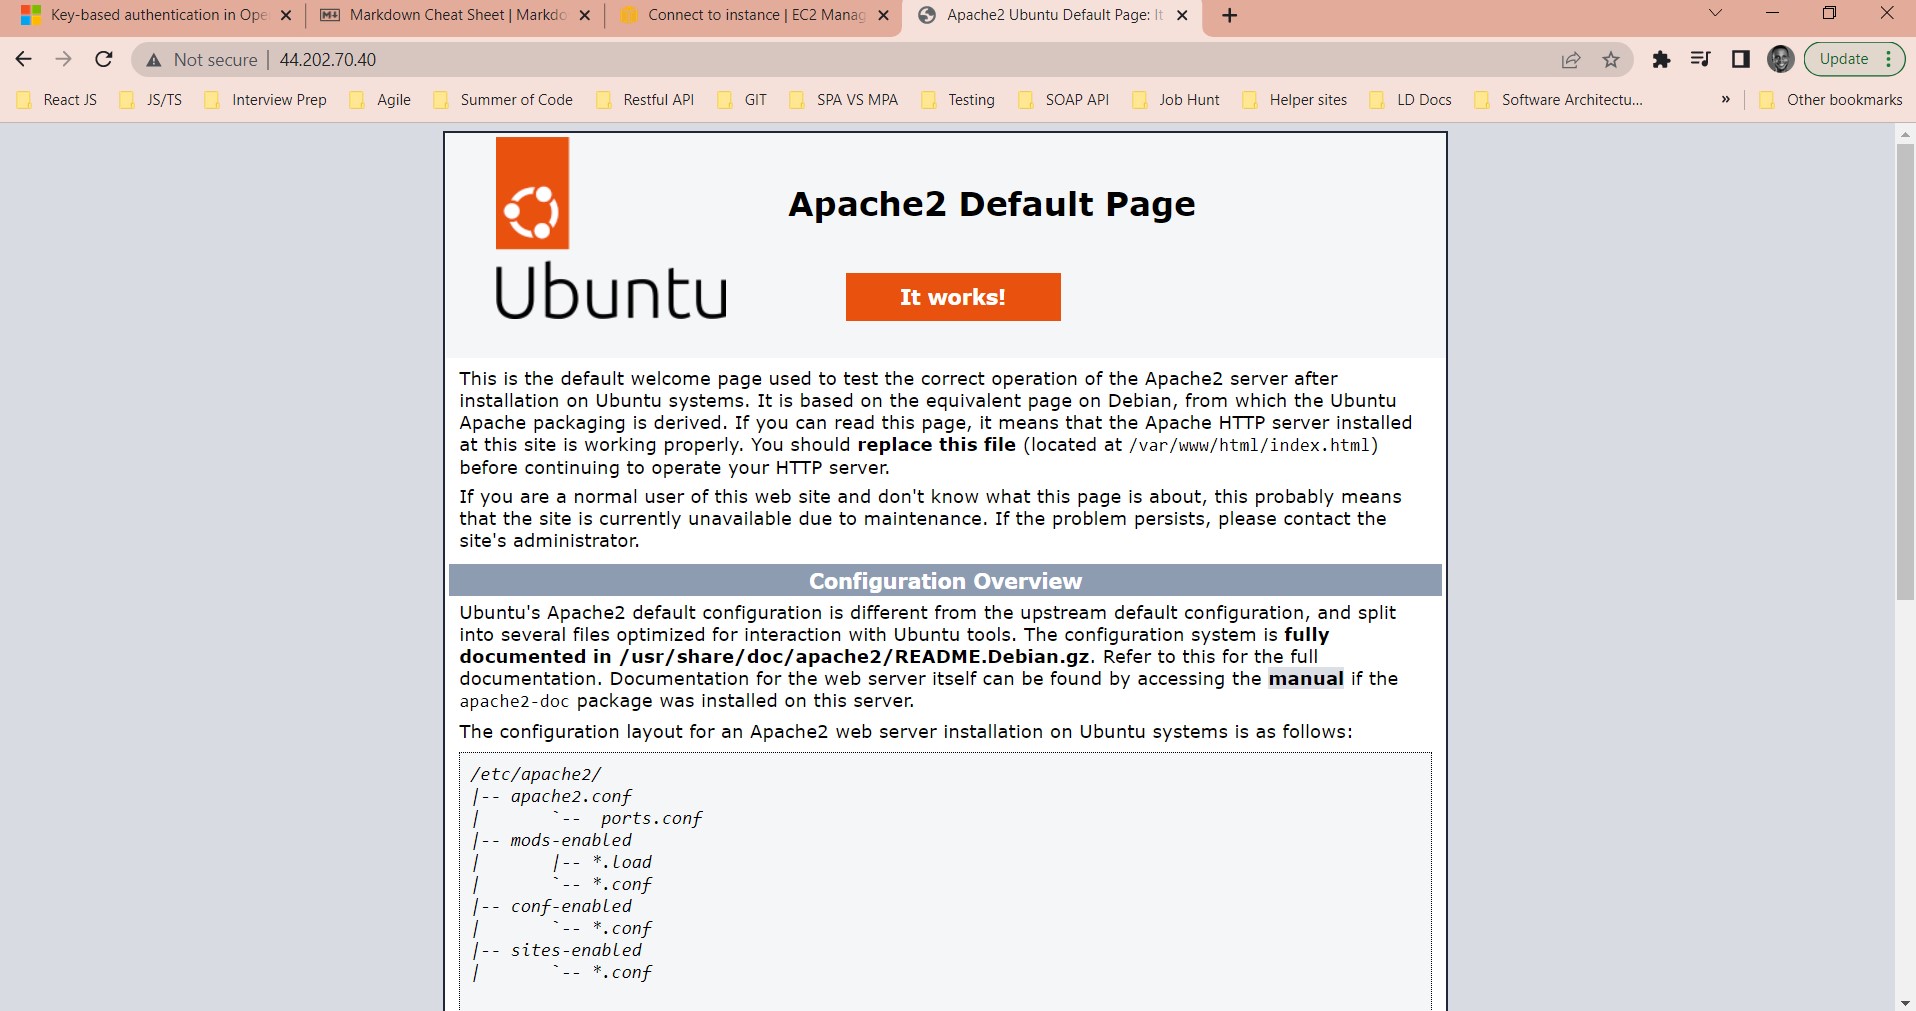 Key-based authentication in Ope
Markdown Cheat Sheet | Markdo
Connect to instance | EC2 Manag
Apache2 Ubuntu Default Page: It
Not secure | 44.202.70.40
Update
React JS
JS/TS
Interview Prep
Agile
Summer of Code
Restful API
GIT
SPA VS MPA
Testing
SOAP API
Job Hunt
Helper sites
LD Docs
Software Architectu...
»
Other bookmarks
Ubuntu
Apache2 Default Page
It works!
This is the default welcome page used to test the correct operation of the Apache2 server after
installation on Ubuntu systems. It is based on the equivalent page on Debian, from which the Ubuntu
Apache packaging is derived. If you can read this page, it means that the Apache HTTP server installed
at this site is working properly. You should replace this file (located at /var/www/html/index.html)
before continuing to operate your HTTP server.
If you are a normal user of this web site and don't know what this page is about, this probably means
that the site is currently unavailable due to maintenance. If the problem persists, please contact the
site's administrator.
Configuration Overview
Ubuntu's Apache2 default configuration is different from the upstream default configuration, and split
into several files optimized for interaction with Ubuntu tools. The configuration system is fully
documented in /usr/share/doc/apache2/README.Debian.gz. Refer to this for the full
documentation. Documentation for the web server itself can be found by accessing the manual if the
apache2-doc package was installed on this server.
The configuration layout for an Apache2 web server installation on Ubuntu systems is as follows:
/etc/apache2/
|-- apache2.conf
|       `--  ports.conf
|-- mods-enabled
|       |-- *.load
|       `-- *.conf
|-- conf-enabled
|       `-- *.conf
|-- sites-enabled
|       `-- *.conf